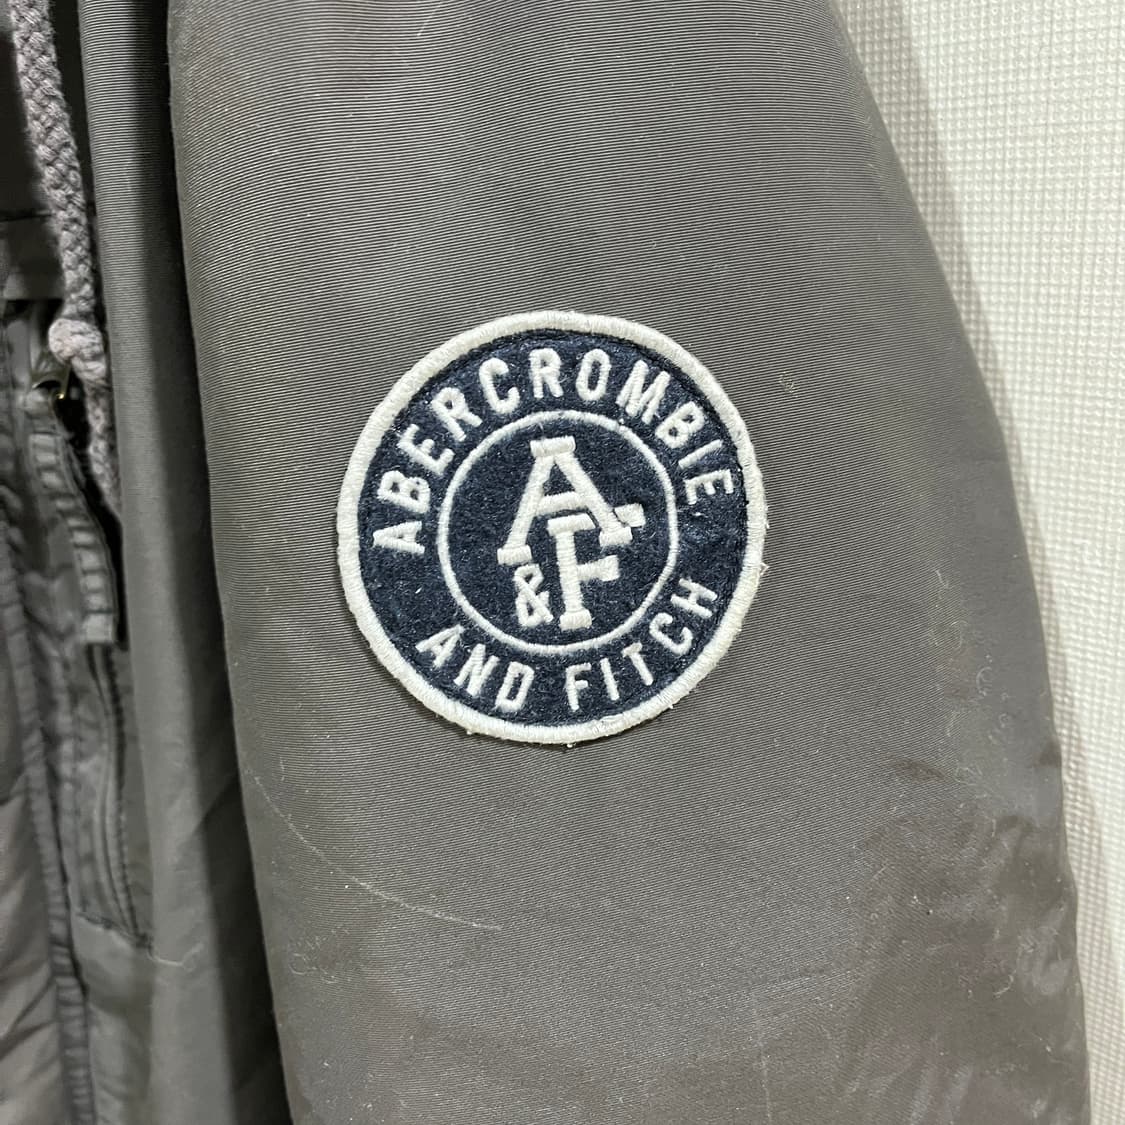 ABERCROMBIE
A
&F
AND FITCH